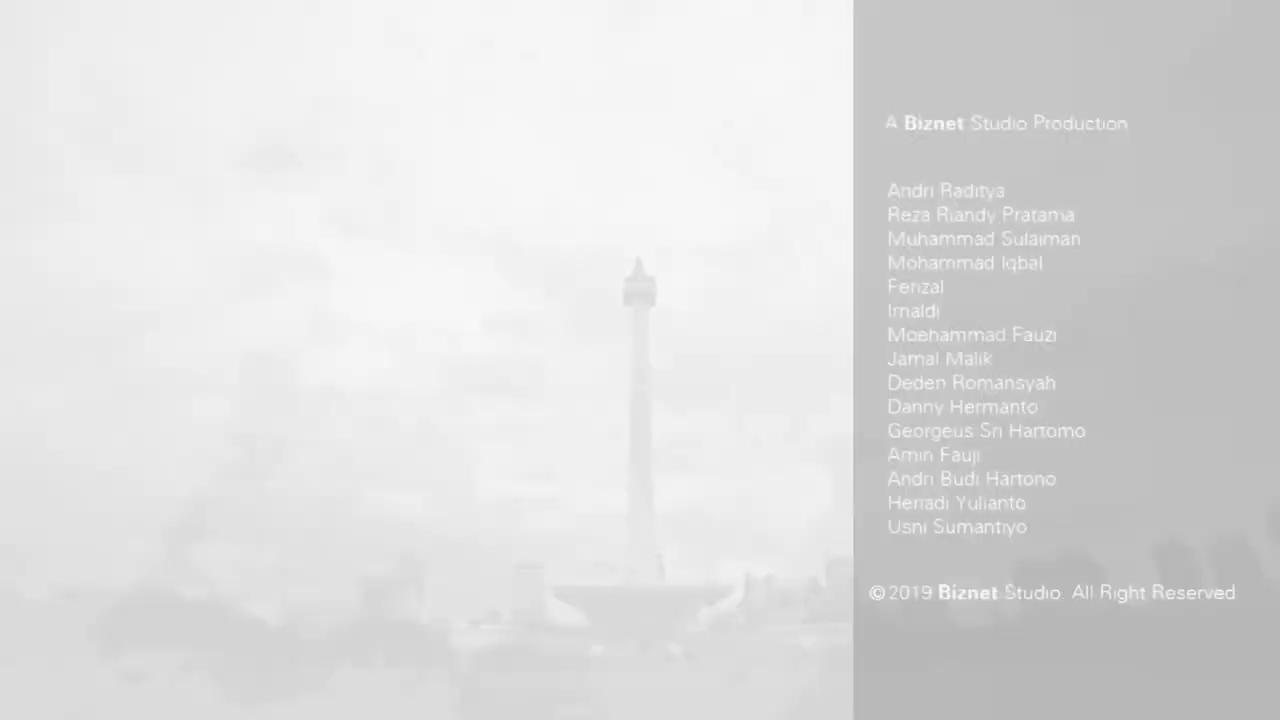 A Biznet Studio Production
Andri Raditya
Reza Riandy Pratama
Muhammad Sulaiman
Mohammad Iqbal
Ferizal
Irnaldi
Moehammad Fauzi
Jamal Malik
Deden Romansyah
Danny Hermanto
Georgeus Sri Hartomo
Amin Fauji
Andri Budi Hartono
Herradi Yulianto
Usni Sumantiyo
©2019 Biznet Studio. All Right Reserved